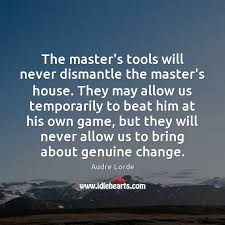 The master's tools will
never dismantle the master's
house. They may allow us
temporarily to beat him at
his own game, but they will
never allow us to bring
about genuine change.
Audre Lorde
www.idlehearts.com